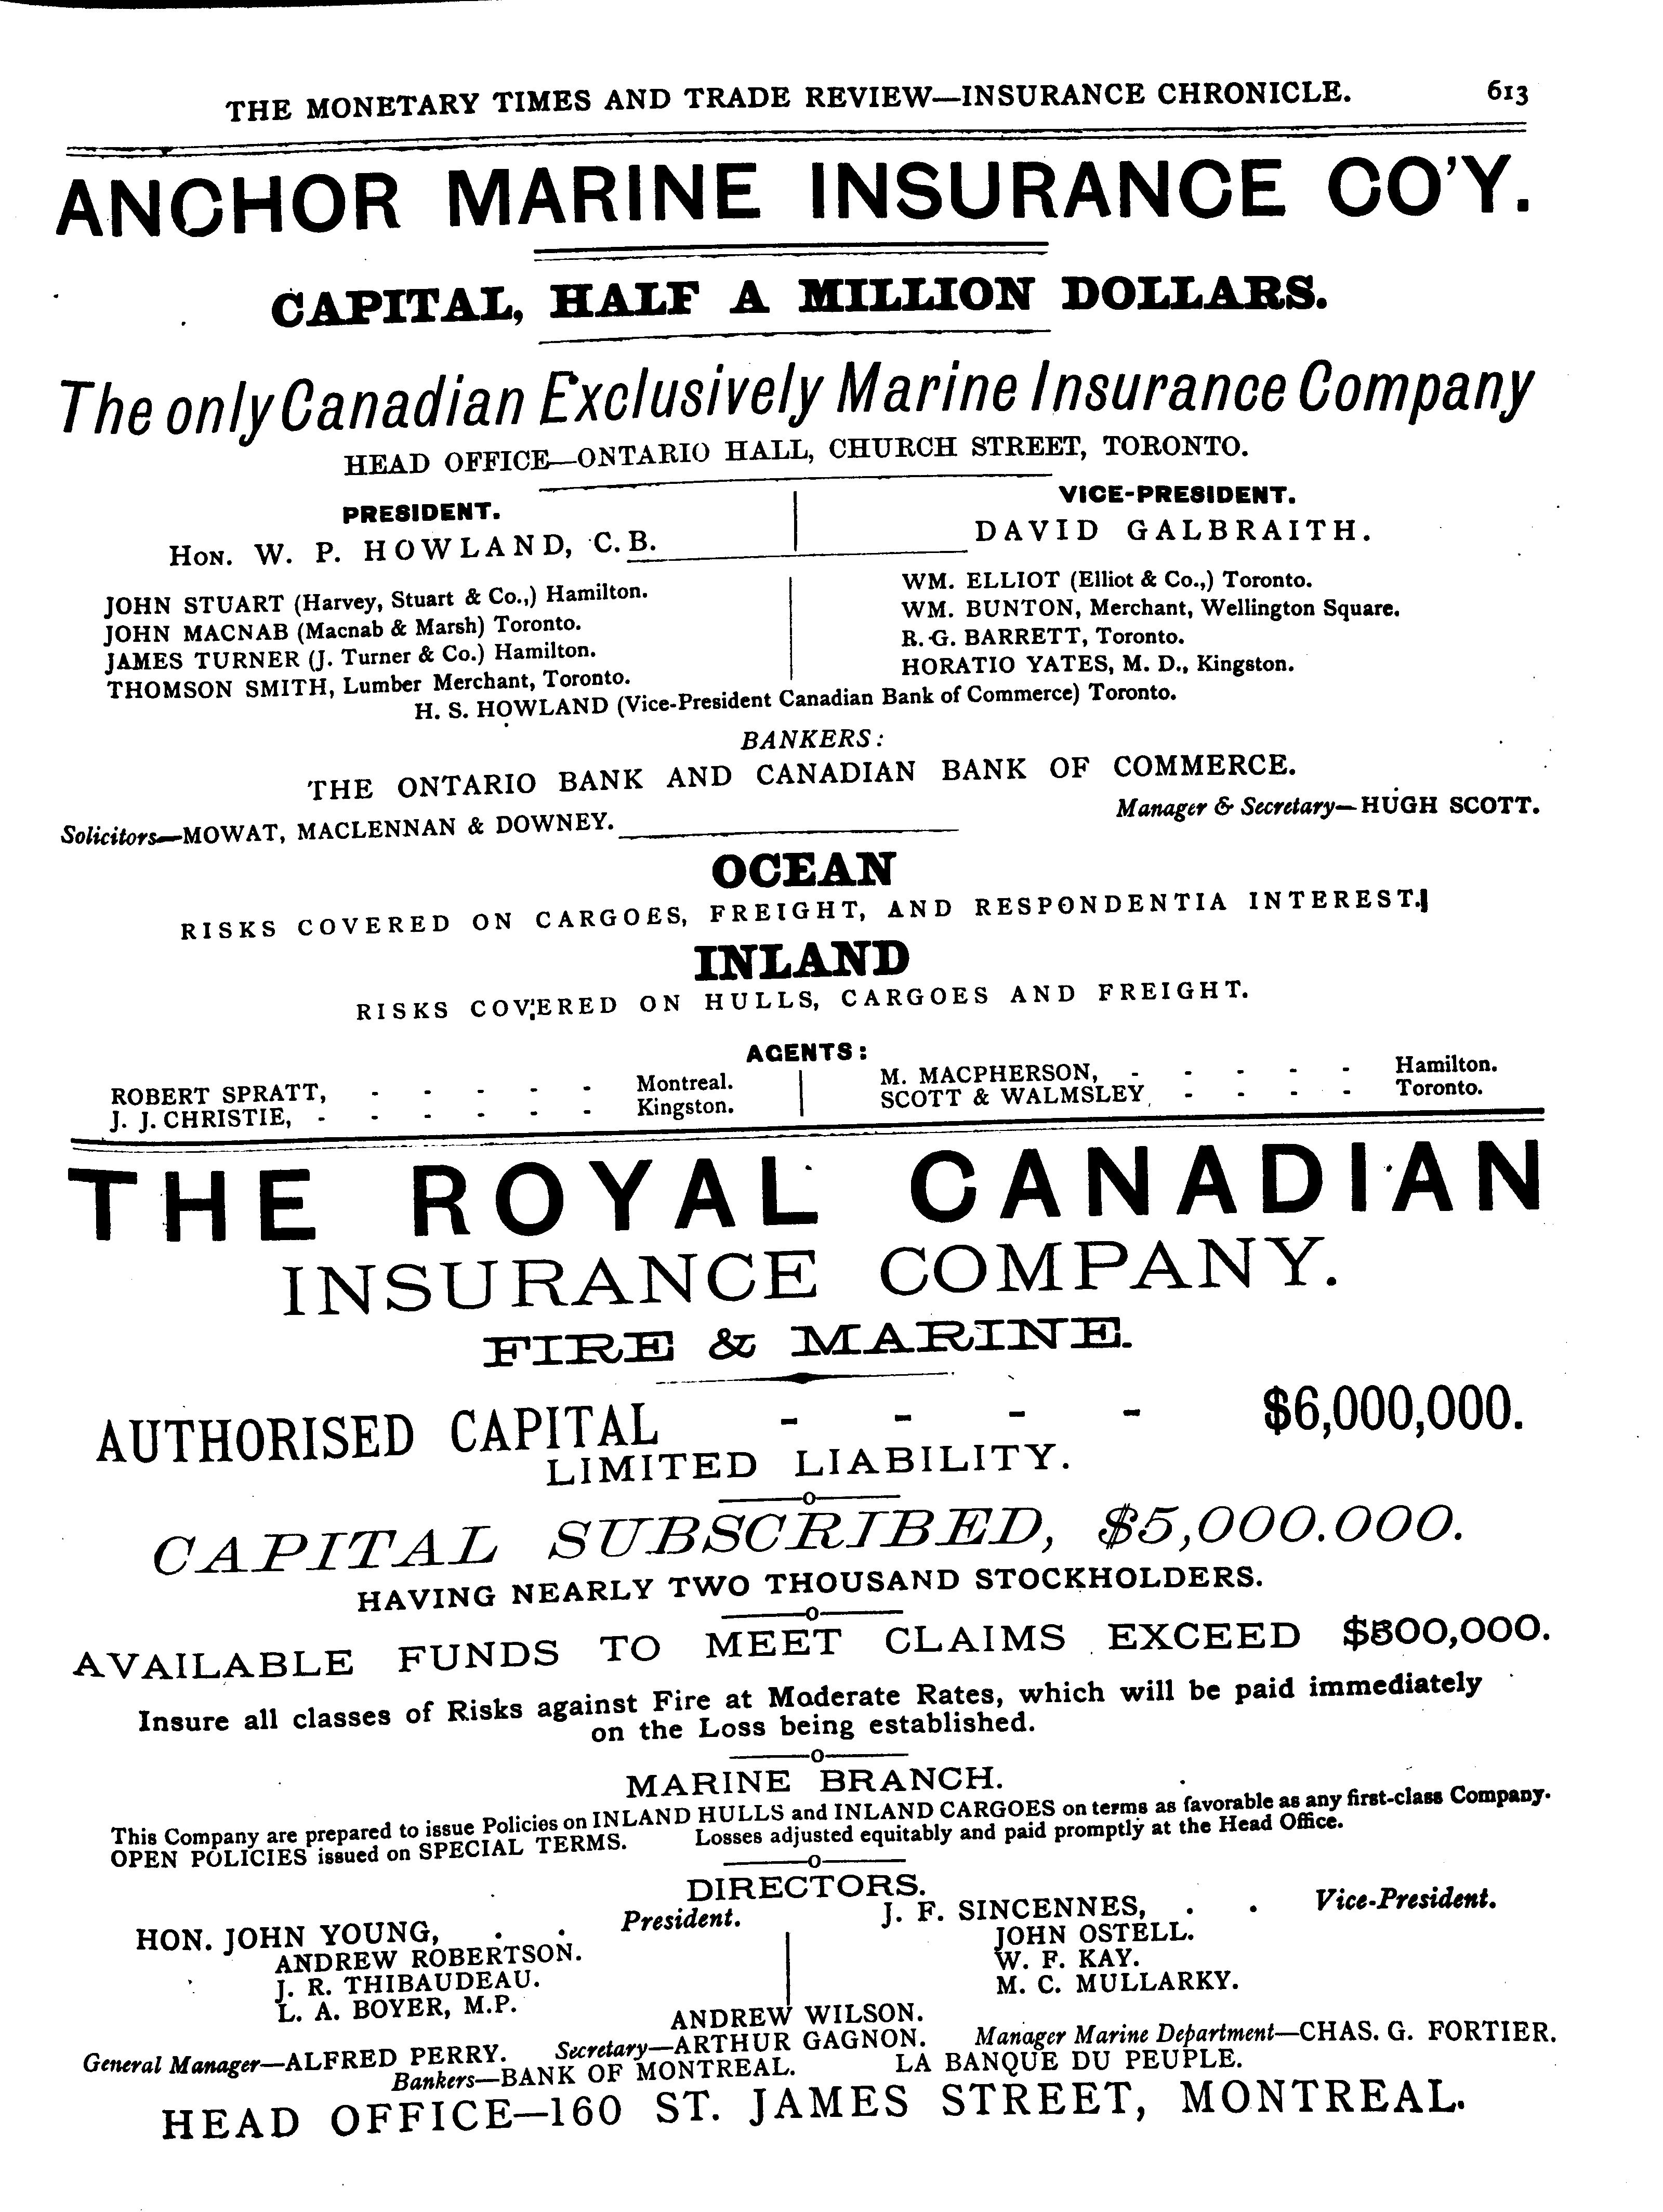 THE MONETARY TIMES AND TRADE REVIEW—INSURANCE CHRONICLE. 613
ANCHOR MARINE INSURANCE CO'Y.
CAPITAL, HALF A MILLION DOLLARS.
The only Canadian Exclusively Marine Insurance Company
HEAD OFFICE—ONTARIO HALL, CHURCH STREET, TORONTO.
PRESIDENT.
HON. W. P. HOWLAND, C. B.
VICE-PRESIDENT.
DAVID GALBRAITH.
JOHN STUART (Harvey, Stuart & Co.,) Hamilton.
JOHN MACNAB (Macnab & Marsh) Toronto.
JAMES TURNER (J. Turner & Co.) Hamilton.
THOMSON SMITH, Lumber Merchant, Toronto.
WM. ELLIOT (Elliot & Co.,) Toronto.
WM. BUNTON, Merchant, Wellington Square.
R. G. BARRETT, Toronto.
HORATIO YATES, M. D., Kingston.
H. S. HOWLAND (Vice-President Canadian Bank of Commerce) Toronto.
BANKERS:
THE ONTARIO BANK AND CANADIAN BANK OF COMMERCE.
Solicitors—MOWAT, MACLENNAN & DOWNEY. Manager & Secretary—HUGH SCOTT.
OCEAN
RISKS COVERED ON CARGOES, FREIGHT, AND RESPONDENTIA INTEREST.
INLAND
RISKS COVERED ON HULLS, CARGOES AND FREIGHT.
AGENTS:
ROBERT SPRATT, - - - - - Montreal.
J. J. CHRISTIE, - - - - - - Kingston.
M. MACPHERSON, - - - - - Hamilton.
SCOTT & WALMSLEY - - - - Toronto.
THE ROYAL CANADIAN
INSURANCE COMPANY.
FIRE & MARINE.
AUTHORISED CAPITAL - - - - $6,000,000.
LIMITED LIABILITY.
CAPITAL SUBSCRIBED, $5,000.000.
HAVING NEARLY TWO THOUSAND STOCKHOLDERS.
AVAILABLE FUNDS TO MEET CLAIMS EXCEED
Insure all classes of Risks against Fire at Moderate Rates, which will be paid immediately
on the Loss being established.
MARINE BRANCH.
This Company are prepared to issue Policies on INLAND HULLS and INLAND CARGOES on terms as favorable as any first-class Company.
OPEN POLICIES issued on SPECIAL TERMS. Losses adjusted equitably and paid promptly at the Head Office.
DIRECTORS.
HON. JOHN YOUNG, . . President.
ANDREW ROBERTSON.
J. R. THIBAUDEAU.
L. A. BOYER, M.P.
J. F. SINCENNES, . . Vice-President.
JOHN OSTELL.
W. F. KAY.
M. C. MULLARKY.
ANDREW WILSON.
General Manager—ALFRED PERRY. Secretary—ARTHUR GAGNON. Manager Marine Department—CHAS. G. FORTIER.
Bankers—BANK OF MONTREAL. LA BANQUE DU PEUPLE.
HEAD OFFICE—160 ST. JAMES STREET, MONTREAL.